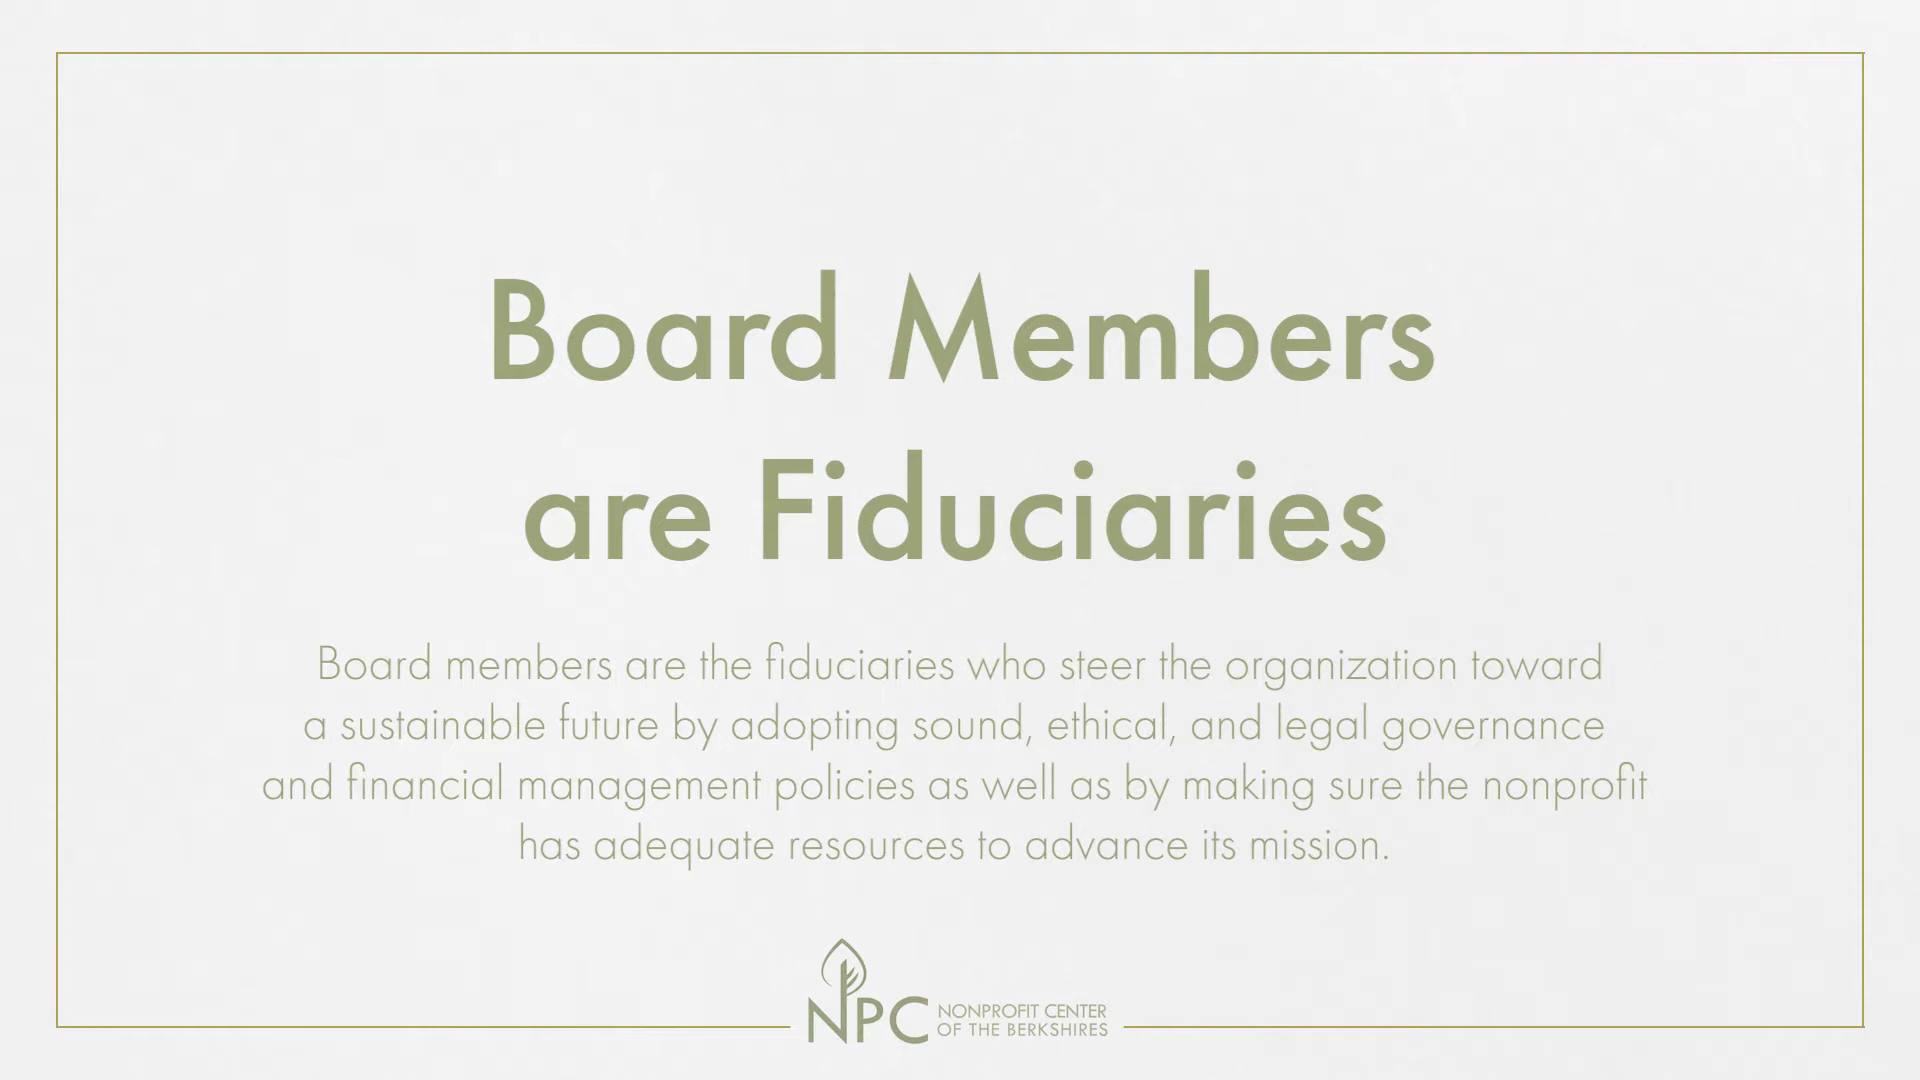 Board Members
are Fiduciaries
Board members are the fiduciaries who steer the organization toward
a sustainable future by adopting sound, ethical, and legal governance
and financial management policies as well as by making sure the nonprofit
has adequate resources to advance its mission.
NPC
NONPROFIT CENTER
OF THE BERKSHIRES